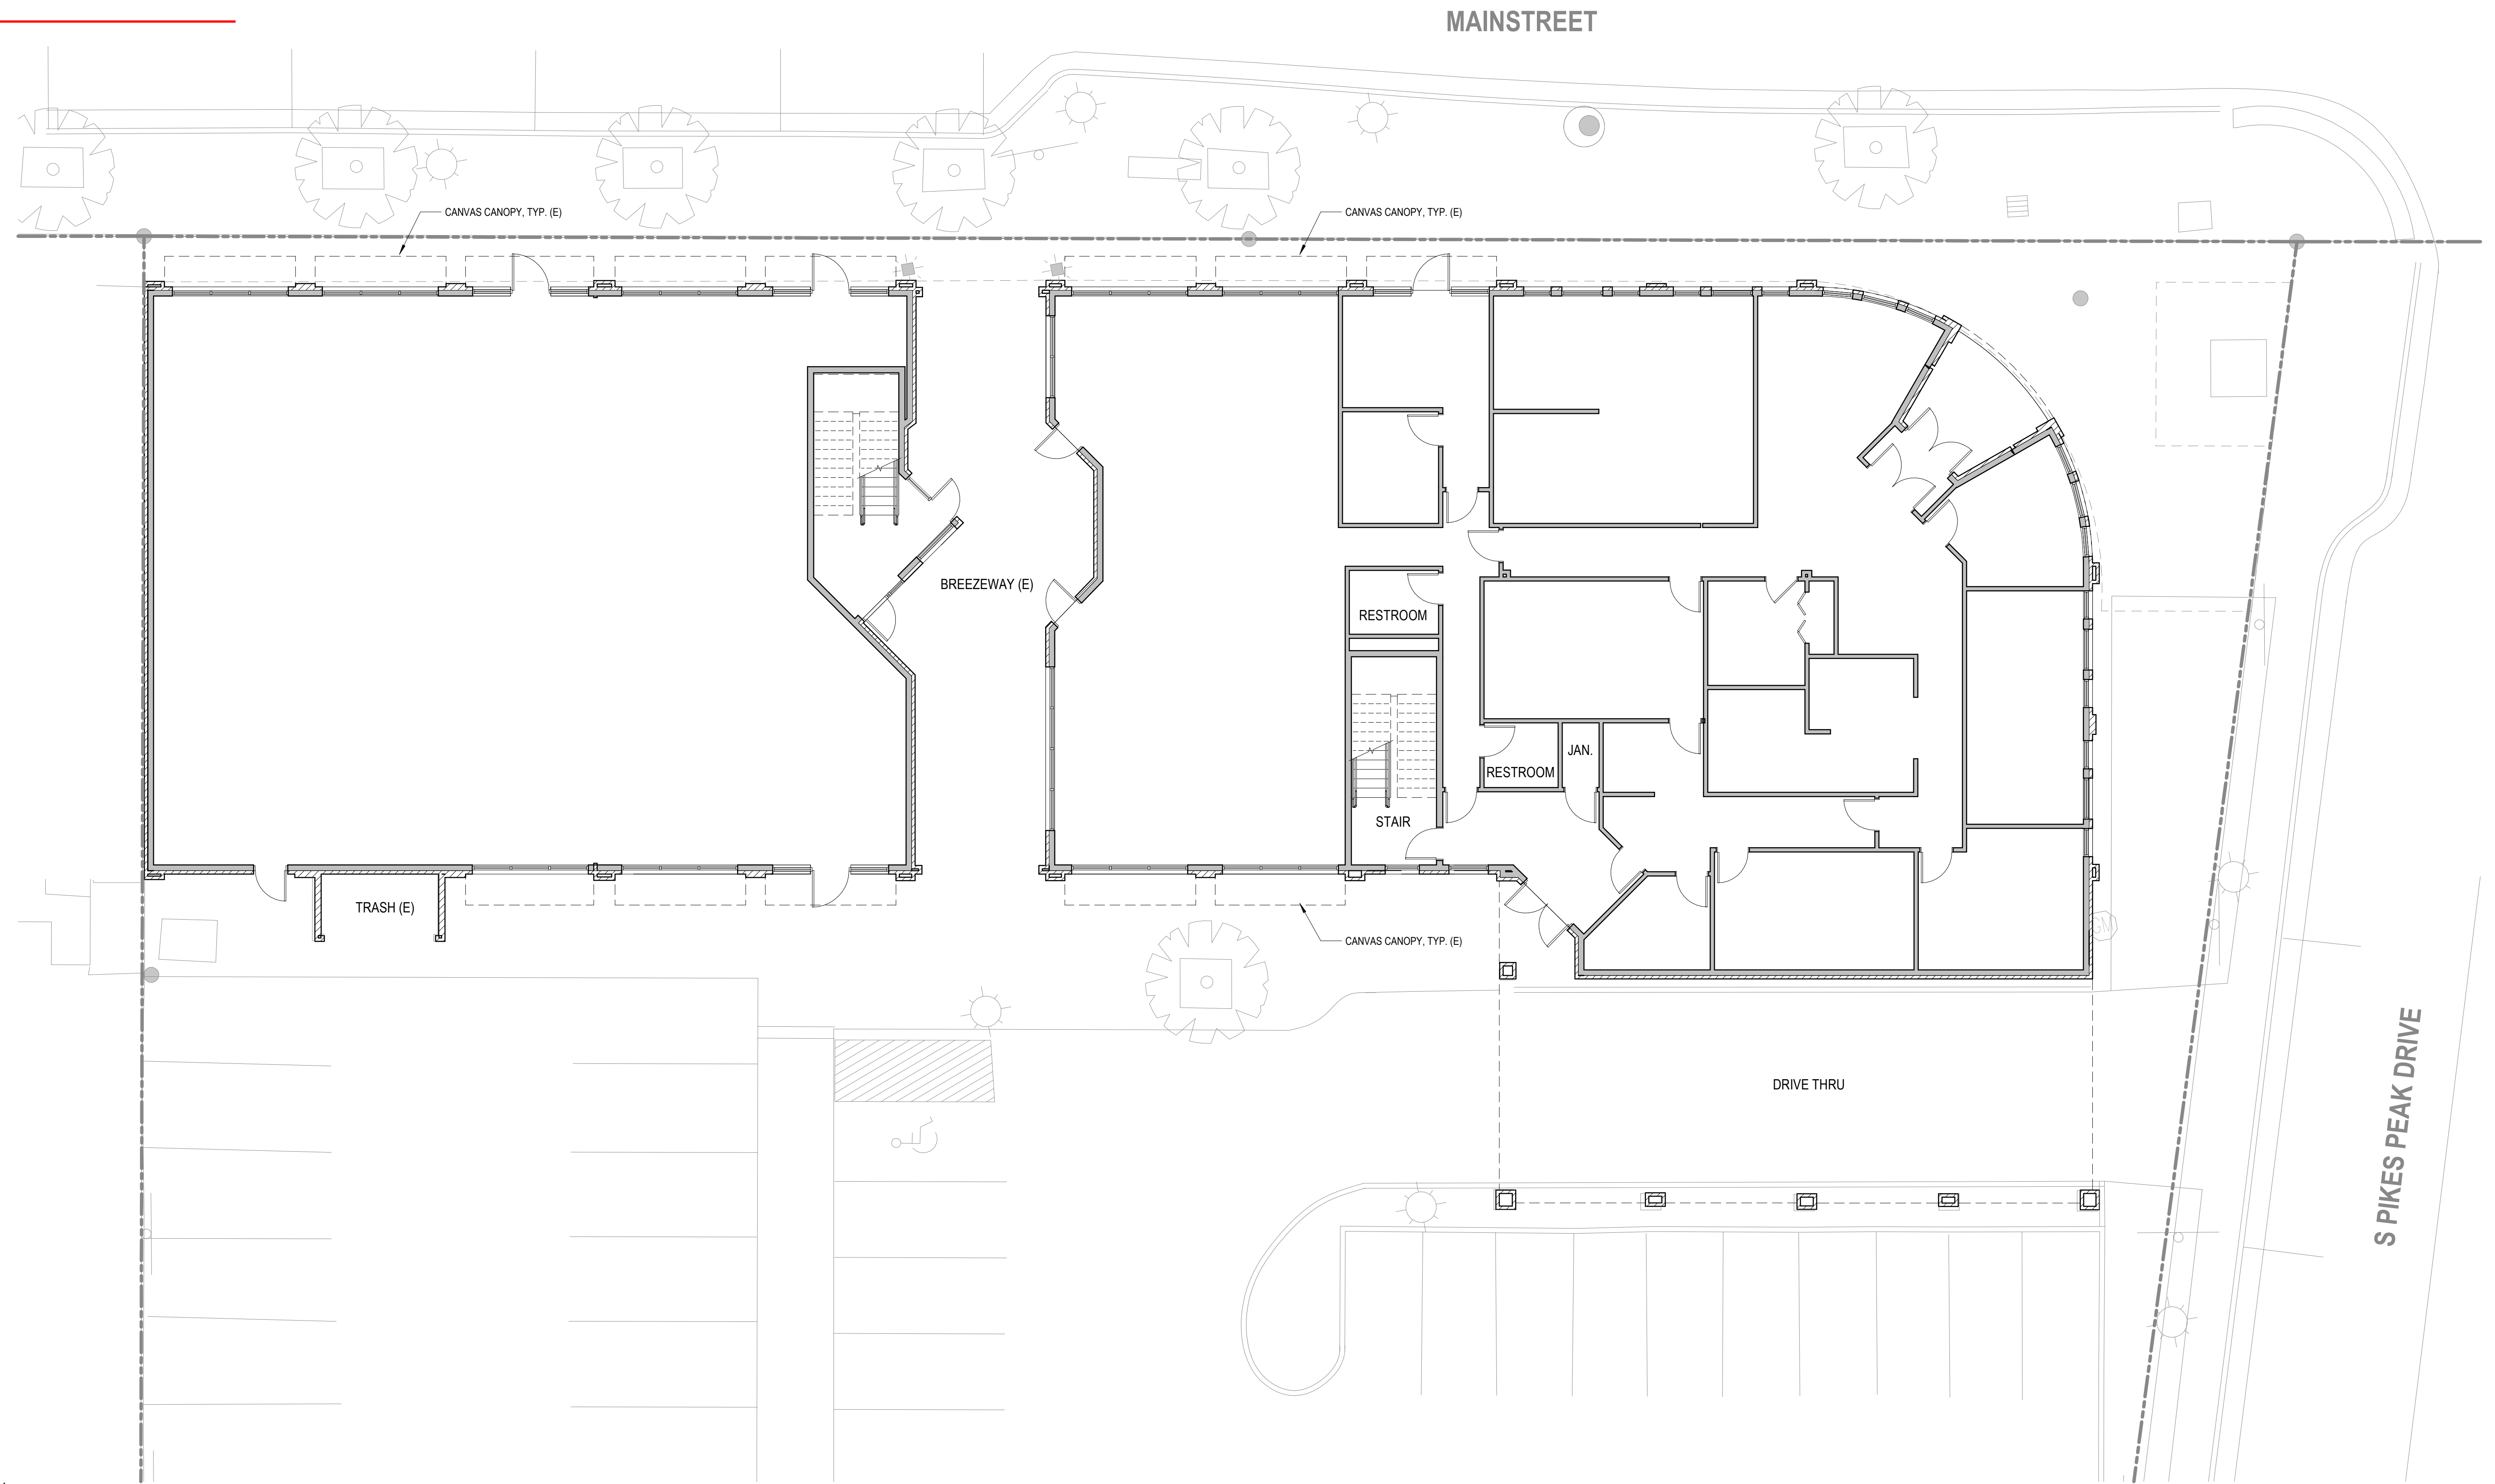 MAINSTREET
CANVAS CANOPY, TYP. (E)
CANVAS CANOPY, TYP. (E)
BREEZEWAY (E)
RESTROOM
JAN.
RESTROOM
STAIR
TRASH (E)
CANVAS CANOPY, TYP. (E)
GM
DRIVE THRU
S PIKES PEAK DRIVE